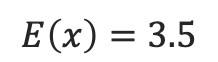 E(x) = 3.5